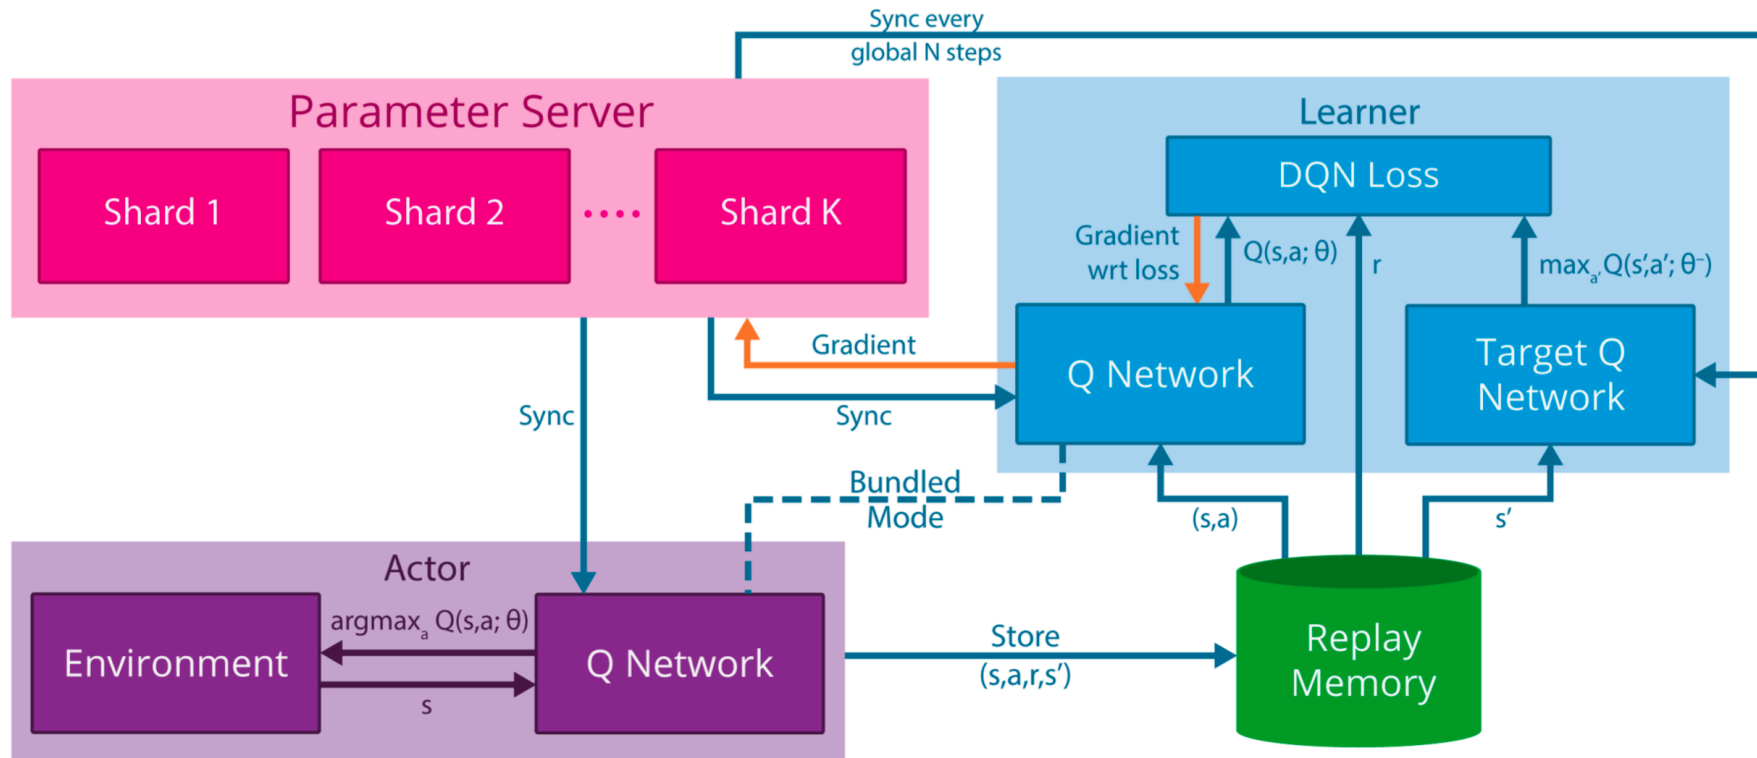 Sync every
global N steps
Parameter Server
Shard 1
Shard 2
Shard K
Learner
DQN Loss
Gradient
wrt loss
Q(s,a; θ)
r
maxₐ′ Q(s′,a′; θ⁻)
Q Network
Target Q
Network
Gradient
Sync
Sync
Bundled
Mode
(s,a)
s′
Actor
Environment
argmaxₐ Q(s,a; θ)
s
Q Network
Store
(s,a,r,s′)
Replay
Memory